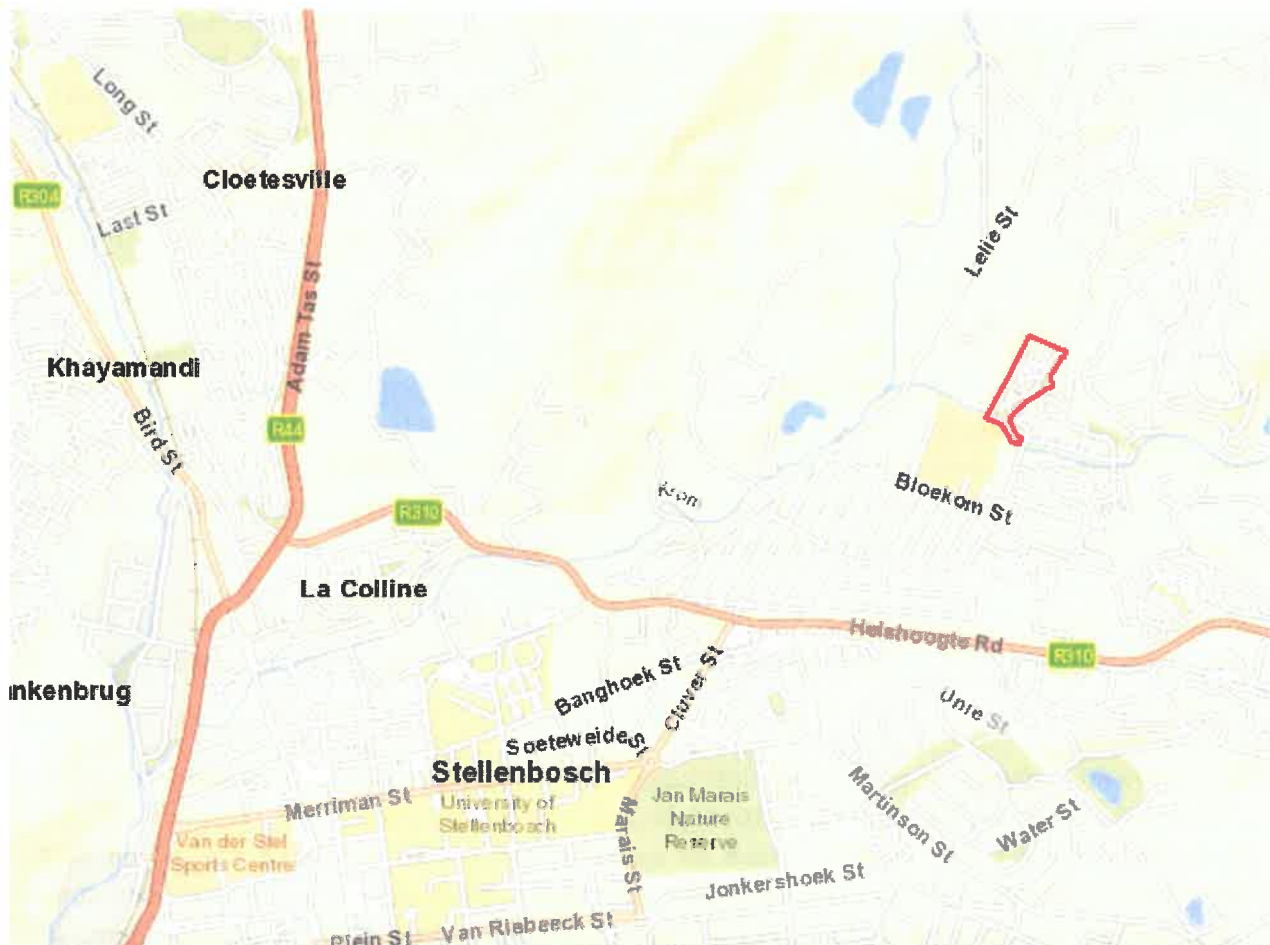 Long St
Cloetesville
R304
Last St
Lelie St
Adam Tas St
Khayamandi
Bird St
R44
Bloekom St
Krom
R310
La Colline
Helshoogte Rd
R310
Banghoek St
Cluver St
ankenbrug
Unie St
Soeteweide St
Stellenbosch
Merriman St
University of
Stellenbosch
Marais St
Jan Marais
Nature
Reserve
Martinson St
Water St
Van der Stel
Sports Centre
Jonkershoek St
Van Riebeeck St
Plein St